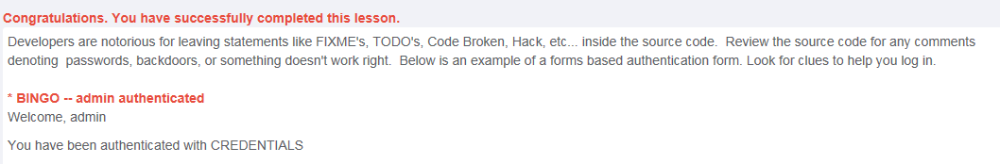 Congratulations. You have successfully completed this lesson.
Developers are notorious for leaving statements like FIXME's, TODO's, Code Broken, Hack, etc... inside the source code.  Review the source code for any comments
denoting  passwords, backdoors, or something doesn't work right.  Below is an example of a forms based authentication form. Look for clues to help you log in.
* BINGO -- admin authenticated
Welcome, admin
You have been authenticated with CREDENTIALS